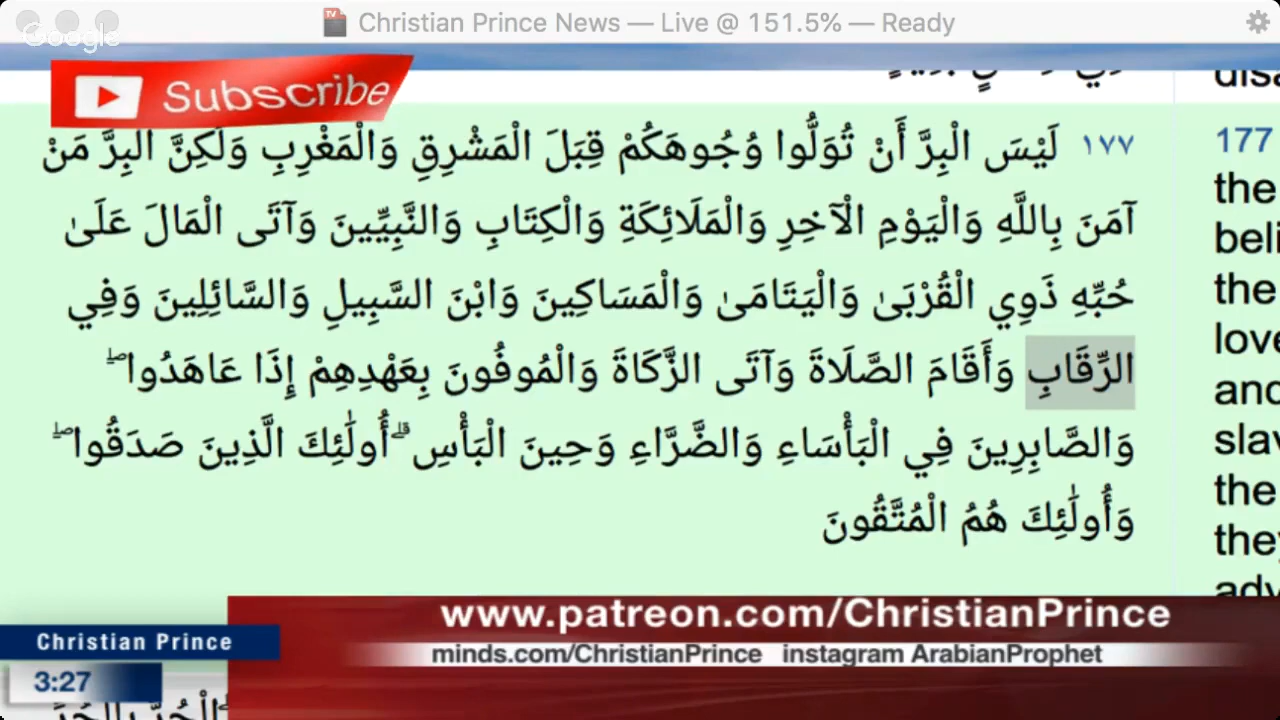 Christian Prince News — Live @ 151.5% — Ready
Google
Subscribe
١٧٧ لَيْسَ الْبِرَّ أَنْ تُوَلُّوا وُجُوهَكُمْ قِبَلَ الْمَشْرِقِ وَالْمَغْرِبِ وَلَٰكِنَّ الْبِرَّ مَنْ
آمَنَ بِاللَّهِ وَالْيَوْمِ الْآخِرِ وَالْمَلَائِكَةِ وَالْكِتَابِ وَالنَّبِيِّينَ وَآتَى الْمَالَ عَلَىٰ
حُبِّهِ ذَوِي الْقُرْبَىٰ وَالْيَتَامَىٰ وَالْمَسَاكِينَ وَابْنَ السَّبِيلِ وَالسَّائِلِينَ وَفِي
الرِّقَابِ وَأَقَامَ الصَّلَاةَ وَآتَى الزَّكَاةَ وَالْمُوفُونَ بِعَهْدِهِمْ إِذَا عَاهَدُوا ۖ
وَالصَّابِرِينَ فِي الْبَأْسَاءِ وَالضَّرَّاءِ وَحِينَ الْبَأْسِ ۗ أُولَٰئِكَ الَّذِينَ صَدَقُوا ۖ
وَأُولَٰئِكَ هُمُ الْمُتَّقُونَ
177
the
beli
the
love
and
slav
the
they
www.patreon.com/ChristianPrince
minds.com/ChristianPrince instagram ArabianProphet
Christian Prince
3:27